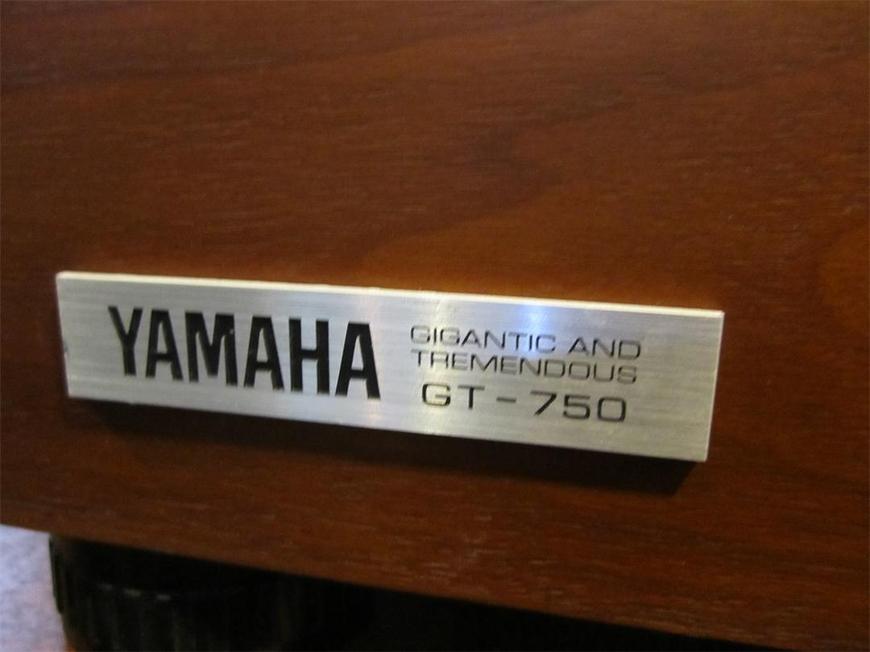 YAMAHA
GIGANTIC AND
TREMENDOUS
GT-750